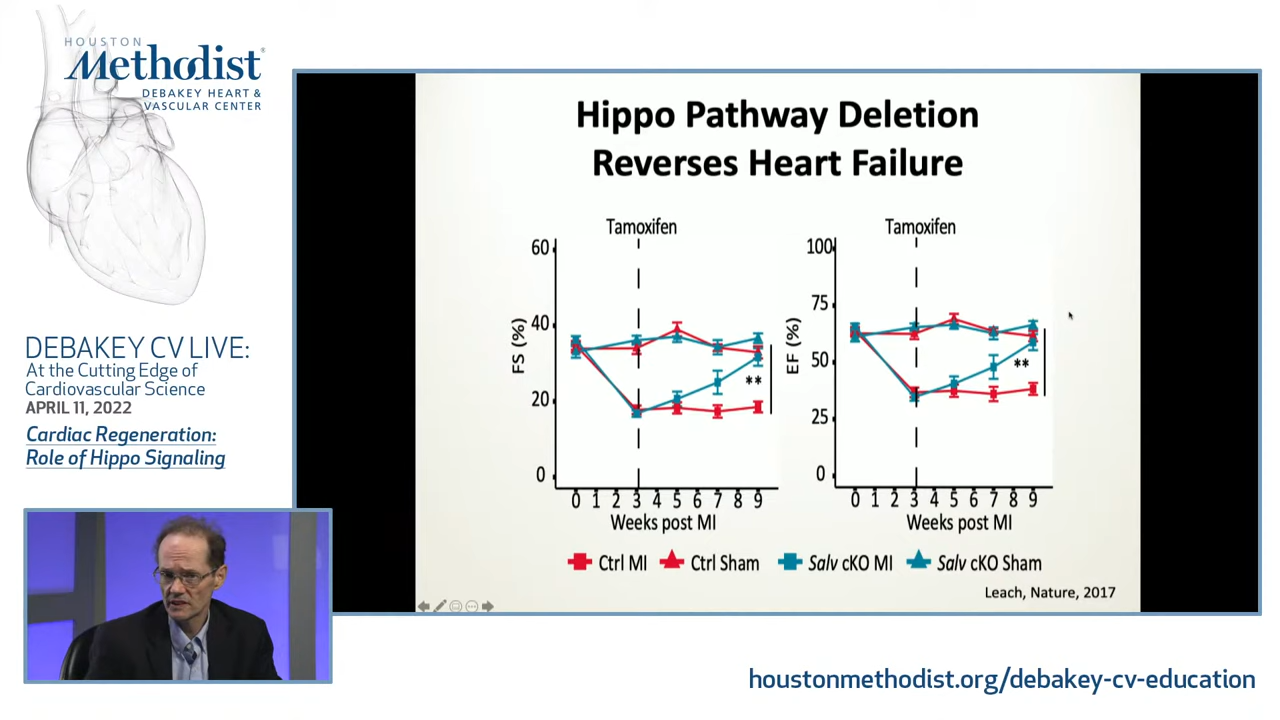 HOUSTON
Methodist
DEBAKEY HEART &
VASCULAR CENTER
DEBAKEY CV LIVE:
At the Cutting Edge of
Cardiovascular Science
APRIL 11, 2022
Cardiac Regeneration:
Role of Hippo Signaling
Hippo Pathway Deletion
Reverses Heart Failure
Tamoxifen
60
40
20
0
FS (%)
**
0 1 2 3 4 5 6 7 8 9
Weeks post MI
Tamoxifen
100
75
50
25
0
EF (%)
**
0 1 2 3 4 5 6 7 8 9
Weeks post MI
Ctrl MI Ctrl Sham Salv cKO MI Salv cKO Sham
Leach, Nature, 2017
houstonmethodist.org/debakey-cv-education